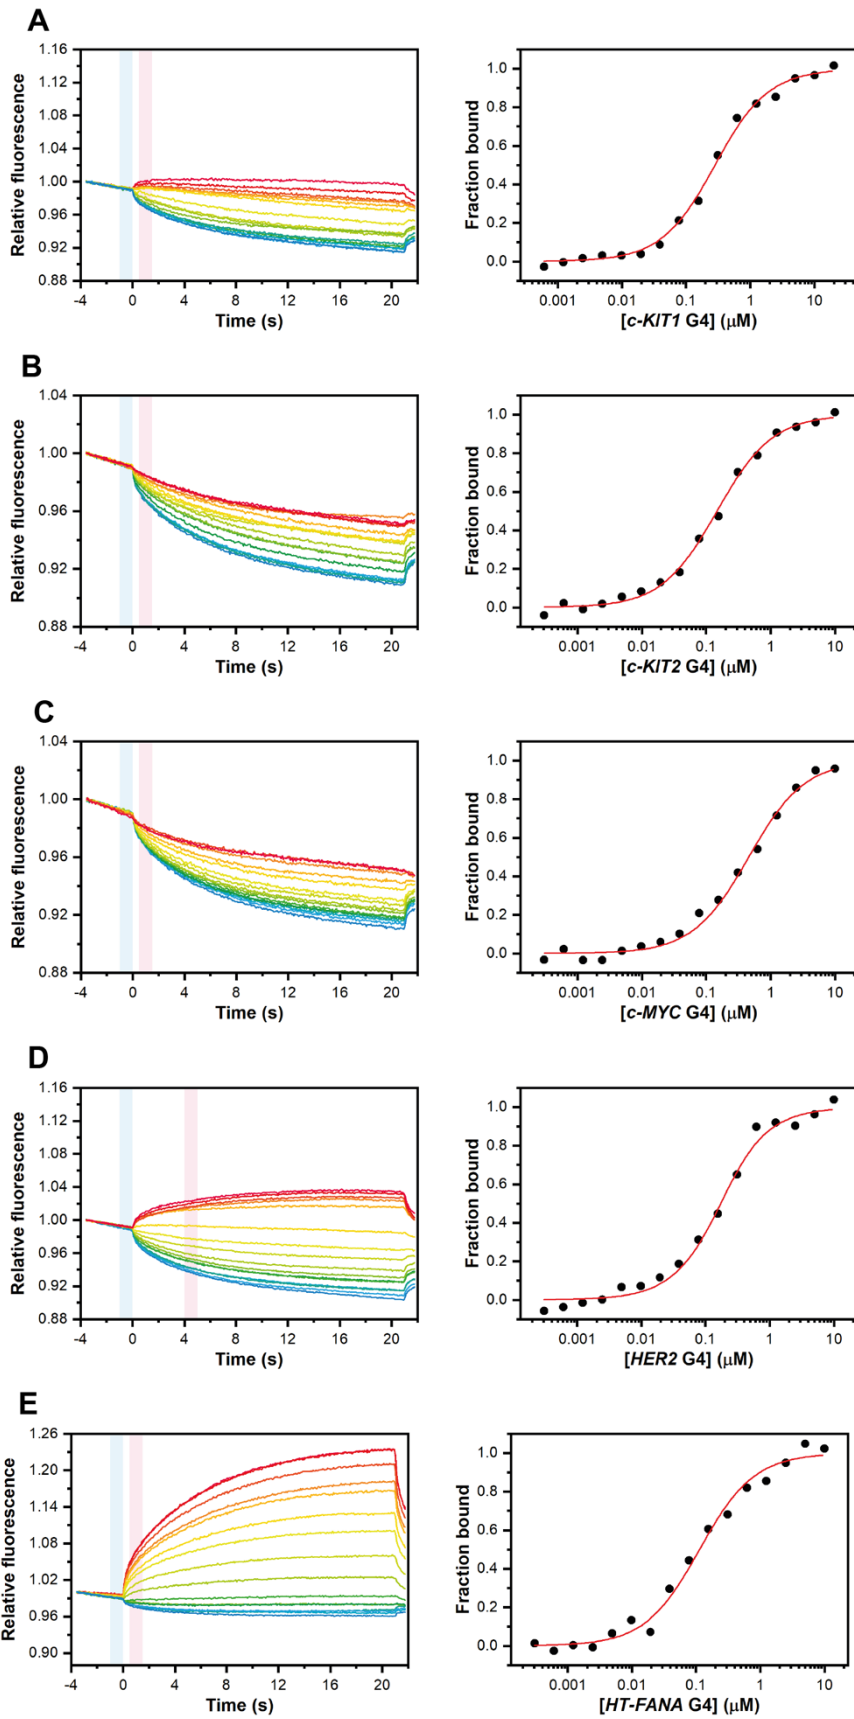 A
Relative fluorescence
1.16
1.12
1.08
1.04
1.00
0.96
0.92
0.88
-4 0 4 8 12 16 20
Time (s)
Fraction bound
1.0
0.8
0.6
0.4
0.2
0.0
0.001 0.01 0.1 1 10
[c-KIT1 G4] (μM)
B
Relative fluorescence
1.04
1.00
0.96
0.92
0.88
-4 0 4 8 12 16 20
Time (s)
Fraction bound
1.0
0.8
0.6
0.4
0.2
0.0
0.001 0.01 0.1 1 10
[c-KIT2 G4] (μM)
C
Relative fluorescence
1.04
1.00
0.96
0.92
0.88
-4 0 4 8 12 16 20
Time (s)
Fraction bound
1.0
0.8
0.6
0.4
0.2
0.0
0.001 0.01 0.1 1 10
[c-MYC G4] (μM)
D
Relative fluorescence
1.16
1.12
1.08
1.04
1.00
0.96
0.92
0.88
-4 0 4 8 12 16 20
Time (s)
Fraction bound
1.0
0.8
0.6
0.4
0.2
0.0
0.001 0.01 0.1 1 10
[HER2 G4] (μM)
E
Relative fluorescence
1.26
1.20
1.14
1.08
1.02
0.96
0.90
-4 0 4 8 12 16 20
Time (s)
Fraction bound
1.0
0.8
0.6
0.4
0.2
0.0
0.001 0.01 0.1 1 10
[HT-FANA G4] (μM)